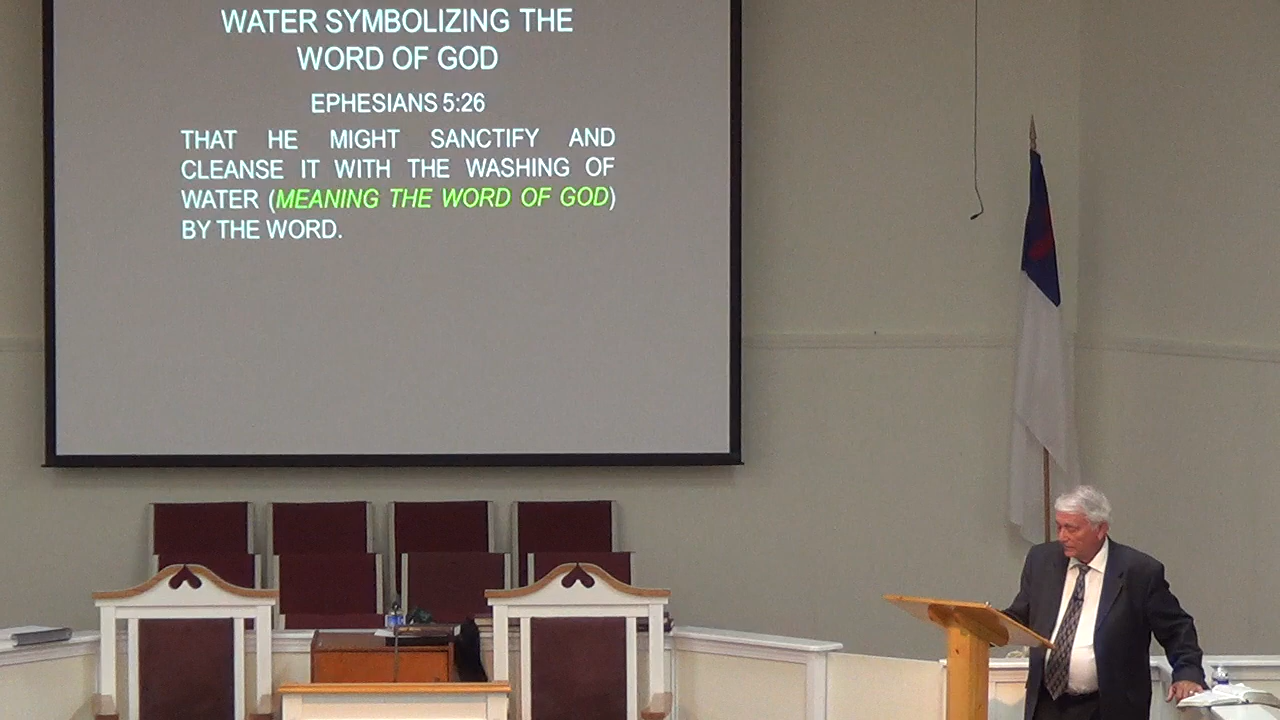 WATER SYMBOLIZING THE
WORD OF GOD
EPHESIANS 5:26
THAT HE MIGHT SANCTIFY AND
CLEANSE IT WITH THE WASHING OF
WATER (MEANING THE WORD OF GOD)
BY THE WORD.